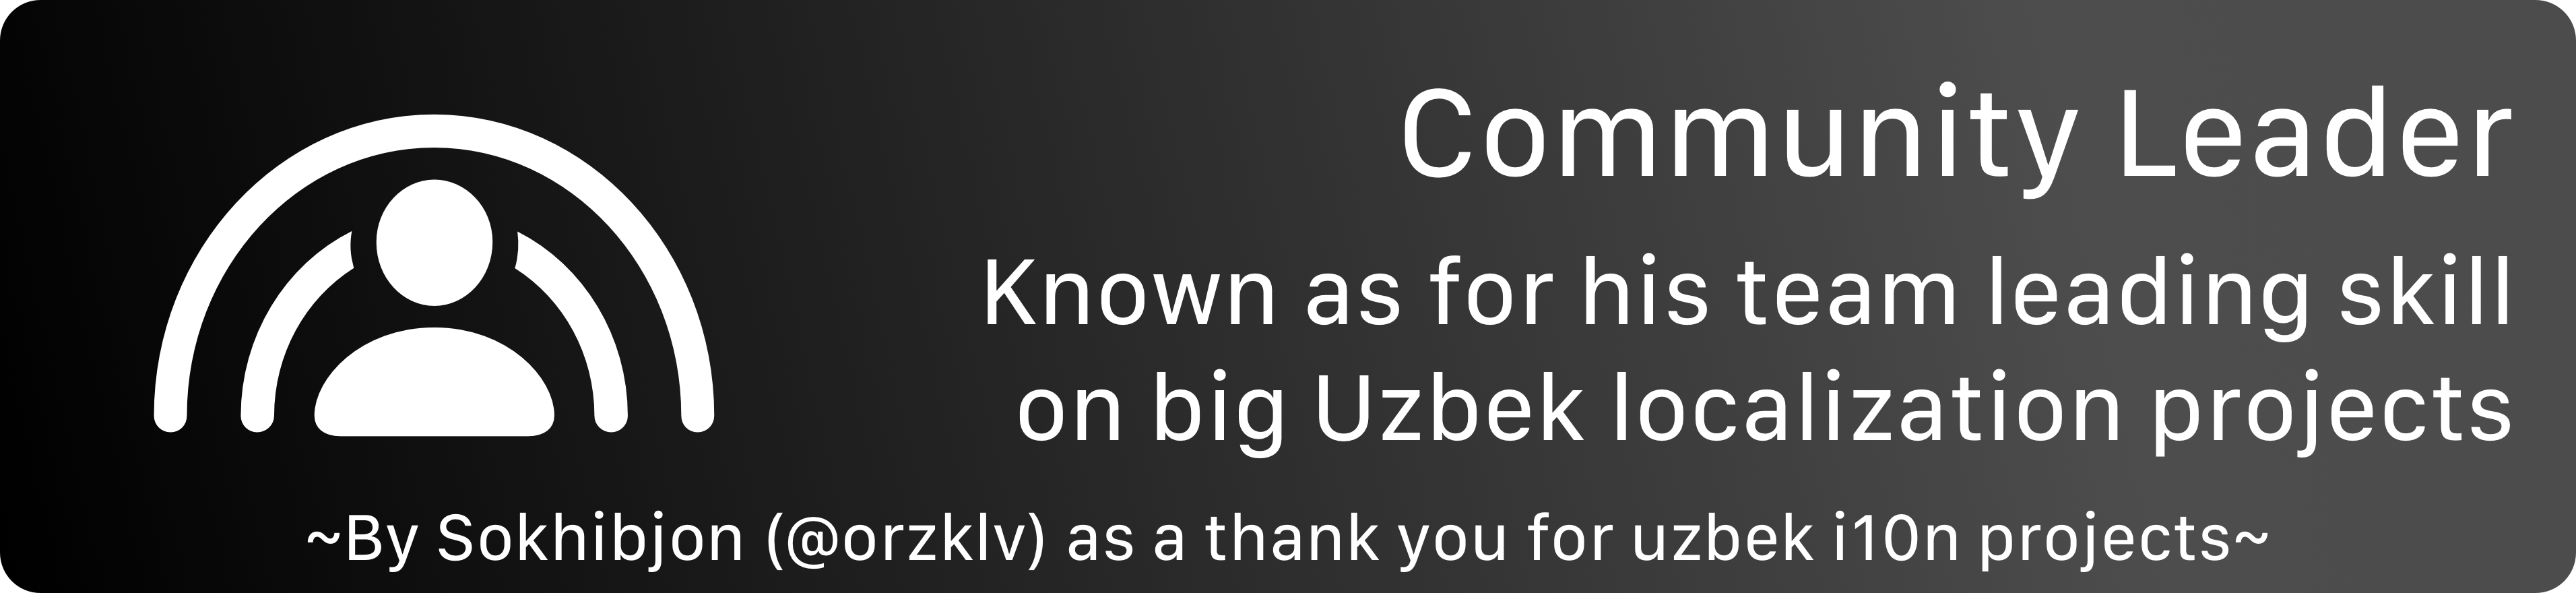 Community Leader
Known as for his team leading skill
on big Uzbek localization projects
~By Sokhibjon (@orzklv) as a thank you for uzbek i10n projects~